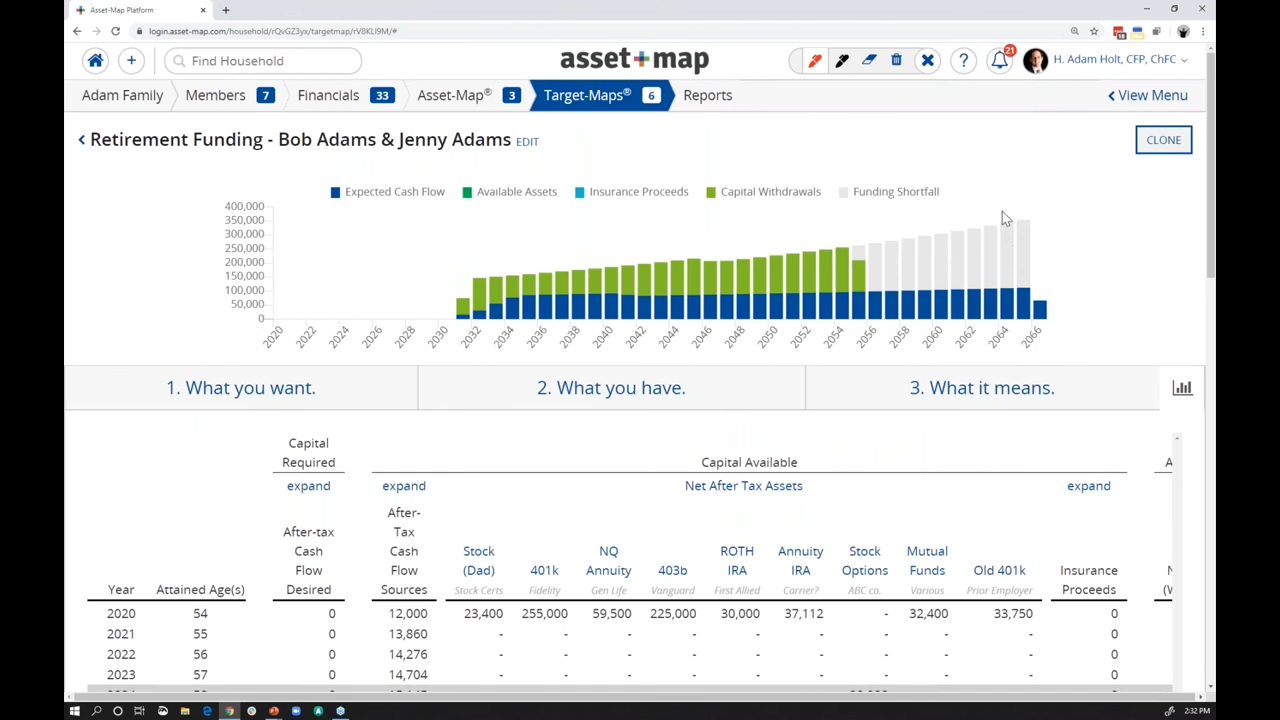 Asset-Map Platform
login.asset-map.com/household/rQvGZ3yx/targetmap/rV8KLI9M/#
Find Household
asset+map
21
H. Adam Holt, CFP, ChFC
Adam Family
Members 7
Financials 33
Asset-Map® 3
Target-Maps® 6
Reports
View Menu
Retirement Funding - Bob Adams & Jenny Adams EDIT
CLONE
Expected Cash Flow
Available Assets
Insurance Proceeds
Capital Withdrawals
Funding Shortfall
400,000
350,000
300,000
250,000
200,000
150,000
100,000
50,000
0
2020 2022 2024 2026 2028 2030 2032 2034 2036 2038 2040 2042 2044 2046 2048 2050 2052 2054 2056 2058 2060 2062 2064 2066
1. What you want.
2. What you have.
3. What it means.
Capital Required
Capital Available
A
expand
expand
Net After Tax Assets
expand
Year
Attained Age(s)
After-tax Cash Flow Desired
After-Tax Cash Flow Sources
Stock (Dad) Stock Certs
401k Fidelity
NQ Annuity Gen Life
403b Vanguard
ROTH IRA First Allied
Annuity IRA Carrier?
Stock Options ABC co.
Mutual Funds Various
Old 401k Prior Employer
Insurance Proceeds
2020 54 0 12,000 23,400 255,000 59,500 225,000 30,000 37,112 - 32,400 33,750 0
2021 55 0 13,860 - - - - - - - - - 0
2022 56 0 14,276 - - - - - - - - - 0
2023 57 0 14,704 - - - - - - - - - 0
2:32 PM